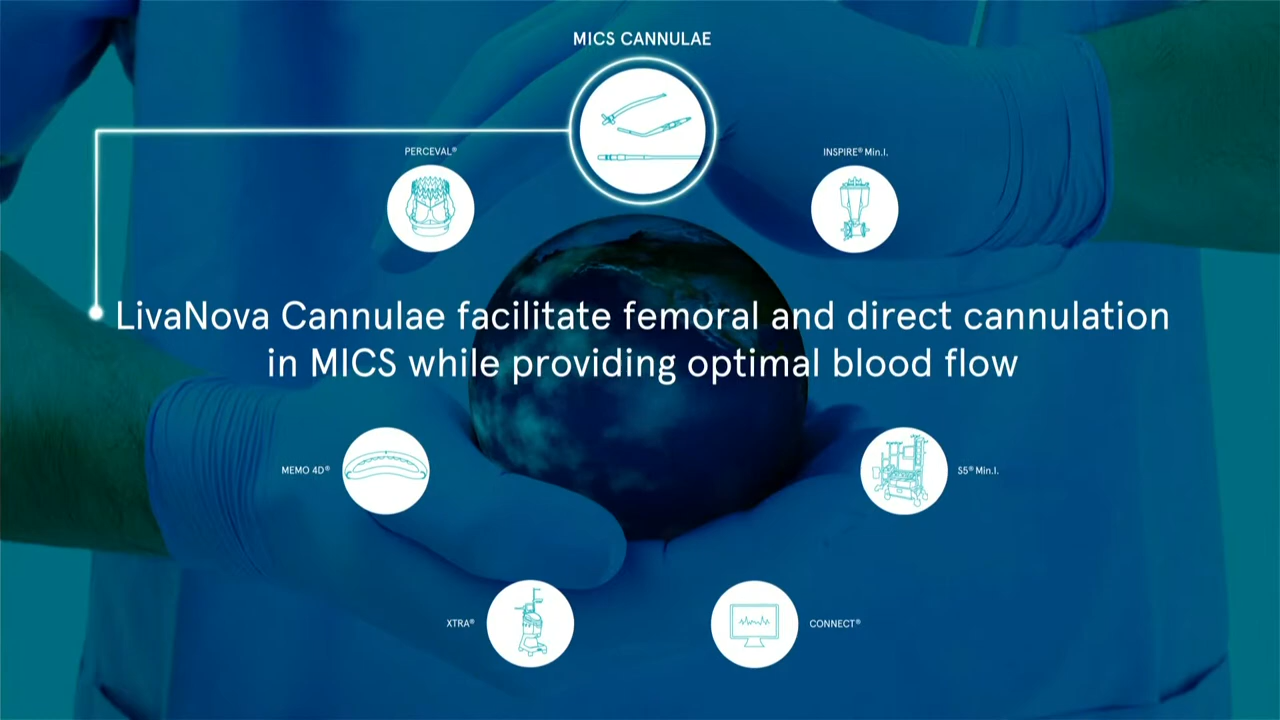 MICS CANNULAE
PERCEVAL®
INSPIRE® Min.I.
LivaNova Cannulae facilitate femoral and direct cannulation
in MICS while providing optimal blood flow
MEMO 4D®
S5® Min.I.
XTRA®
CONNECT®